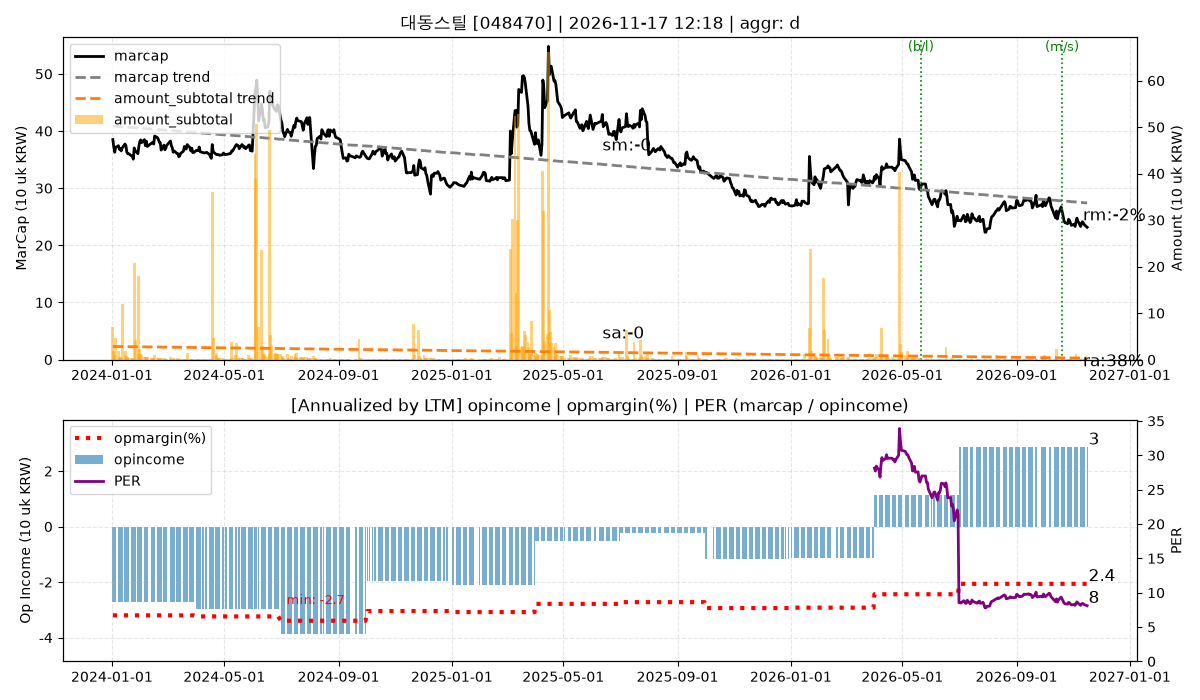 대동스틸 [048470] | 2026-11-17 12:18 | aggr: d
marcap
marcap trend
amount_subtotal trend
amount_subtotal
(b/l)
(m/s)
sm:-0
rm:-2%
sa:-0
ra:38%
MarCap (10 uk KRW)
50
40
30
20
10
0
Amount (10 uk KRW)
60
50
40
30
20
10
0
2024-01-01 2024-05-01 2024-09-01 2025-01-01 2025-05-01 2025-09-01 2026-01-01 2026-05-01 2026-09-01 2027-01-01
[Annualized by LTM] opincome | opmargin(%) | PER (marcap / opincome)
opmargin(%)
opincome
PER
min: -2.7
3
2.4
8
Op Income (10 uk KRW)
2
0
-2
-4
PER
35
30
25
20
15
10
5
0
2024-01-01 2024-05-01 2024-09-01 2025-01-01 2025-05-01 2025-09-01 2026-01-01 2026-05-01 2026-09-01 2027-01-01